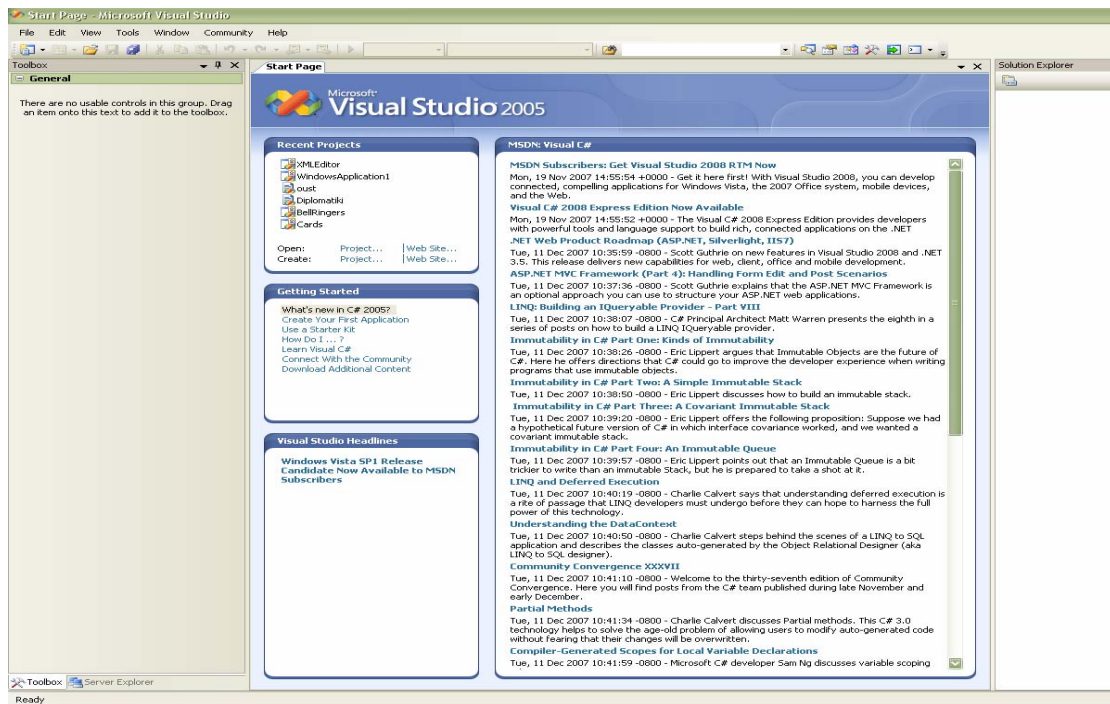 Start Page - Microsoft Visual Studio
File Edit View Tools Window Community Help
Toolbox
Start Page
Solution Explorer
General
There are no usable controls in this group. Drag
an item onto this text to add it to the toolbox.
Microsoft
Visual Studio 2005
Recent Projects
XMLEditor
WindowsApplication1
oust
Diplomatiki
BellRingers
Cards
Open: Project... Web Site...
Create: Project... Web Site...
Getting Started
What's new in C# 2005?
Create Your First Application
Use a Starter Kit
How Do I ... ?
Learn Visual C#
Connect With the Community
Download Additional Content
Visual Studio Headlines
Windows Vista SP1 Release
Candidate Now Available to MSDN
Subscribers
MSDN: Visual C#
MSDN Subscribers: Get Visual Studio 2008 RTM Now
Mon, 19 Nov 2007 14:55:54 +0000 - Get it here first! With Visual Studio 2008, you can develop
connected, compelling applications for Windows Vista, the 2007 Office system, mobile devices,
and the Web.
Visual C# 2008 Express Edition Now Available
Mon, 19 Nov 2007 14:55:52 +0000 - The Visual C# 2008 Express Edition provides developers
with powerful tools and language support to build rich, connected applications on the .NET
.NET Web Product Roadmap (ASP.NET, Silverlight, IIS7)
Tue, 11 Dec 2007 10:35:59 -0800 - Scott Guthrie on new features in Visual Studio 2008 and .NET
3.5. This release delivers new capabilities for web, client, office and mobile development.
ASP.NET MVC Framework (Part 4): Handling Form Edit and Post Scenarios
Tue, 11 Dec 2007 10:37:36 -0800 - Scott Guthrie explains that the ASP.NET MVC Framework is
an optional approach you can use to structure your ASP.NET web applications.
LINQ: Building an IQueryable Provider - Part VIII
Tue, 11 Dec 2007 10:38:07 -0800 - C# Principal Architect Matt Warren presents the eighth in a
series of posts on how to build a LINQ IQueryable provider.
Immutability in C# Part One: Kinds of Immutability
Tue, 11 Dec 2007 10:38:26 -0800 - Eric Lippert argues that Immutable Objects are the future of
C#. Here he offers directions that C# could go to improve the developer experience when writing
programs that use immutable objects.
Immutability in C# Part Two: A Simple Immutable Stack
Tue, 11 Dec 2007 10:38:50 -0800 - Eric Lippert discusses how to build an immutable stack.
Immutability in C# Part Three: A Covariant Immutable Stack
Tue, 11 Dec 2007 10:39:20 -0800 - Eric Lippert offers the following proposition: Suppose we had
a hypothetical future version of C# in which interface covariance worked, and we wanted a
covariant immutable stack.
Immutability in C# Part Four: An Immutable Queue
Tue, 11 Dec 2007 10:39:57 -0800 - Eric Lippert points out that an Immutable Queue is a bit
trickier to write than an immutable Stack, but he is prepared to take a shot at it.
LINQ and Deferred Execution
Tue, 11 Dec 2007 10:40:19 -0800 - Charlie Calvert says that understanding deferred execution is
a rite of passage that LINQ developers must undergo before they can hope to harness the full
power of this technology.
Understanding the DataContext
Tue, 11 Dec 2007 10:40:50 -0800 - Charlie Calvert steps behind the scenes of a LINQ to SQL
application and describes the classes auto-generated by the Object Relational Designer (aka
LINQ to SQL designer).
Community Convergence XXXVII
Tue, 11 Dec 2007 10:41:10 -0800 - Welcome to the thirty-seventh edition of Community
Convergence. Here you will find posts from the C# team published during late November and
early December.
Partial Methods
Tue, 11 Dec 2007 10:41:34 -0800 - Charlie Calvert discusses Partial methods. This C# 3.0
technology helps to solve the age-old problem of allowing users to modify auto-generated code
without fearing that their changes will be overwritten.
Compiler-Generated Scopes for Local Variable Declarations
Tue, 11 Dec 2007 10:41:59 -0800 - Microsoft C# developer Sam Ng discusses variable scoping
Toolbox Server Explorer
Ready